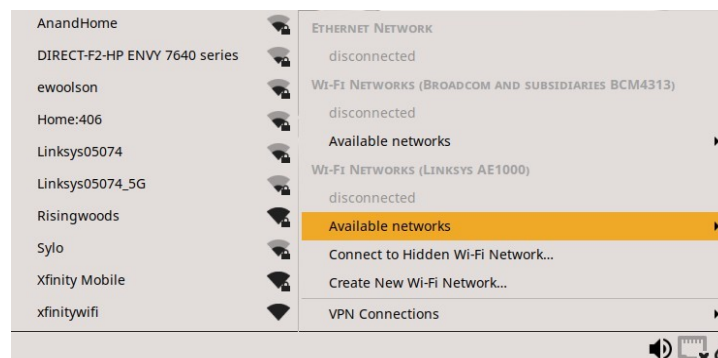 AnandHome
DIRECT-F2-HP ENVY 7640 series
ewoolson
Home:406
Linksys05074
Linksys05074_5G
Risingwoods
Sylo
Xfinity Mobile
xfinitywifi
Ethernet Network
disconnected
Wi-Fi Networks (Broadcom and subsidiaries BCM4313)
disconnected
Available networks
Wi-Fi Networks (Linksys AE1000)
disconnected
Available networks
Connect to Hidden Wi-Fi Network...
Create New Wi-Fi Network...
VPN Connections